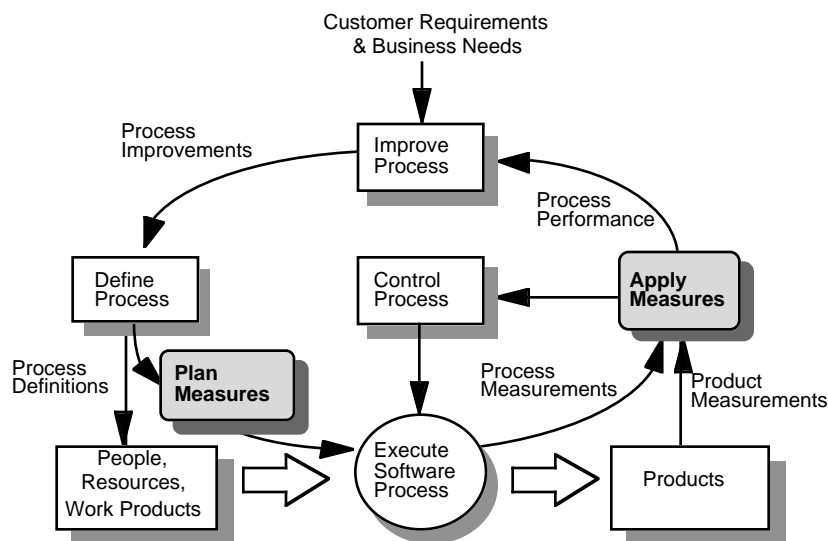 Customer Requirements
& Business Needs
Process
Improvements
Improve
Process
Process
Performance
Define
Process
Control
Process
Apply
Measures
Process
Definitions
Plan
Measures
Process
Measurements
Product
Measurements
People,
Resources,
Work Products
Execute
Software
Process
Products